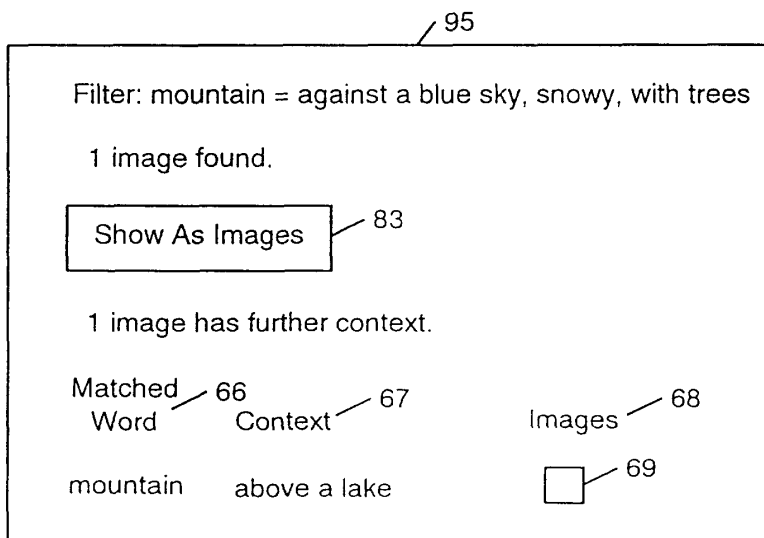 95
Filter: mountain = against a blue sky, snowy, with trees
1 image found.
Show As Images 83
1 image has further context.
Matched
Word 66 Context 67 Images 68
mountain above a lake 69